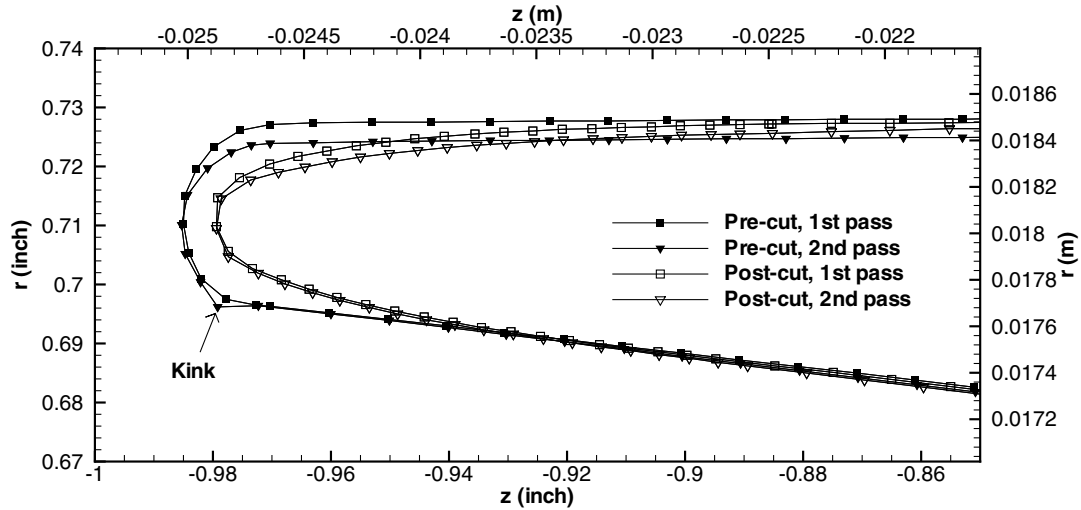 z (m)
-0.025 -0.0245 -0.024 -0.0235 -0.023 -0.0225 -0.022
0.74
0.73
0.72
0.71
0.7
0.69
0.68
0.67
r (inch)
Pre-cut, 1st pass
Pre-cut, 2nd pass
Post-cut, 1st pass
Post-cut, 2nd pass
Kink
0.0186
0.0184
0.0182
0.018
0.0178
0.0176
0.0174
0.0172
r (m)
-1 -0.98 -0.96 -0.94 -0.92 -0.9 -0.88 -0.86
z (inch)